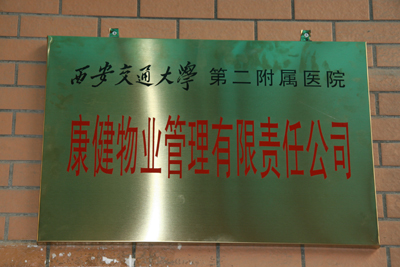 西安交通大學 第二附属医院
康健物业管理有限责任公司